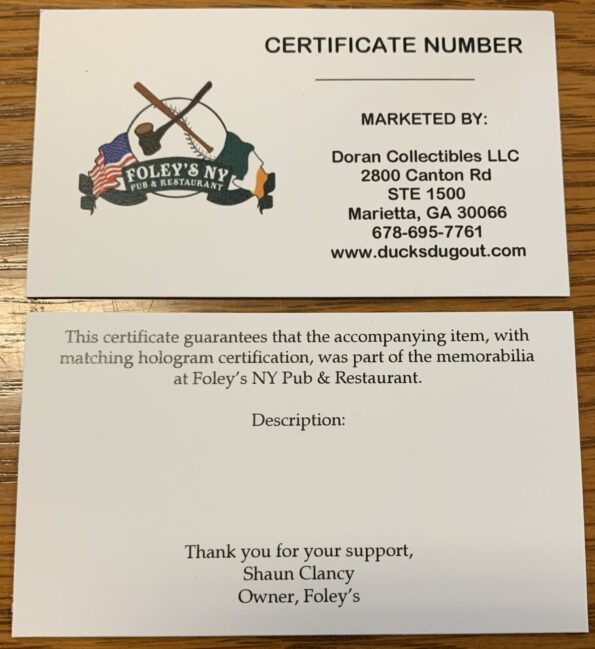 CERTIFICATE NUMBER
FOLEY'S NY
PUB & RESTAURANT
MARKETED BY:
Doran Collectibles LLC
2800 Canton Rd
STE 1500
Marietta, GA 30066
678-695-7761
www.ducksdugout.com
This certificate guarantees that the accompanying item, with
matching hologram certification, was part of the memorabilia
at Foley's NY Pub & Restaurant.
Description:
Thank you for your support,
Shaun Clancy
Owner, Foley's